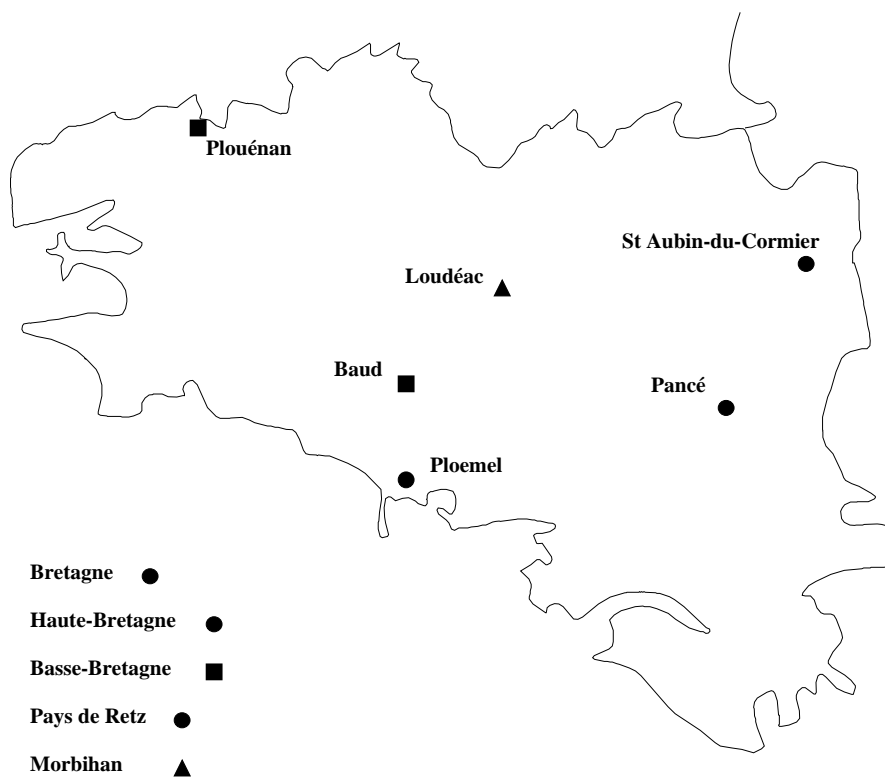 Plouénan
St Aubin-du-Cormier
Loudéac
Baud
Pancé
Ploemel
Bretagne
Haute-Bretagne
Basse-Bretagne
Pays de Retz
Morbihan